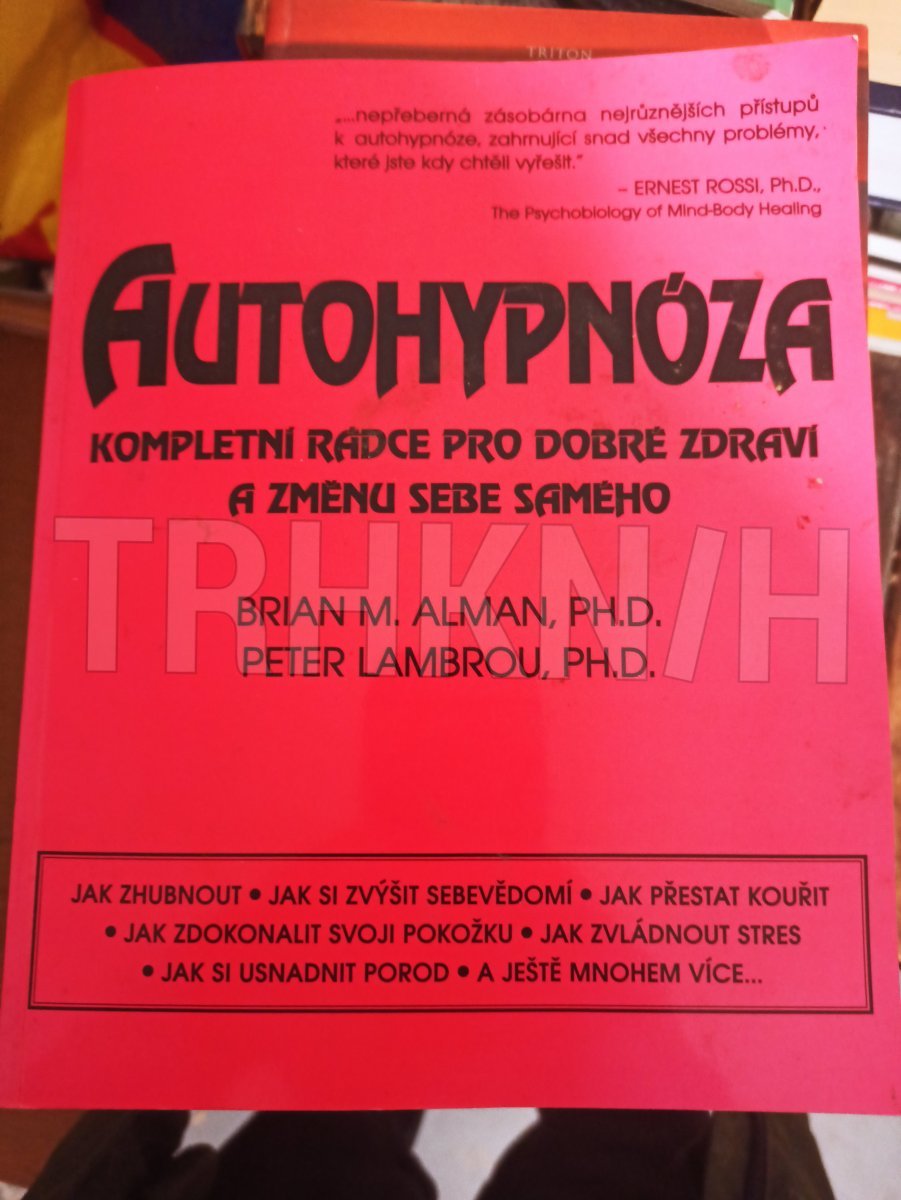 TRITON
„...nepřeberná zásobárna nejrůznějších přístupů
k autohypnóze, zahrnující snad všechny problémy,
které jste kdy chtěli vyřešit.“
– ERNEST ROSSI, Ph.D.,
The Psychobiology of Mind-Body Healing
AUTOHYPNÓZA
KOMPLETNÍ RÁDCE PRO DOBRÉ ZDRAVÍ
A ZMĚNU SEBE SAMÉHO
TRHKN/H
BRIAN M. ALMAN, PH.D.
PETER LAMBROU, PH.D.
JAK ZHUBNOUT • JAK SI ZVÝŠIT SEBEVĚDOMÍ • JAK PŘESTAT KOUŘIT
• JAK ZDOKONALIT SVOJI POKOŽKU • JAK ZVLÁDNOUT STRES
• JAK SI USNADNIT POROD • A JEŠTĚ MNOHEM VÍCE...